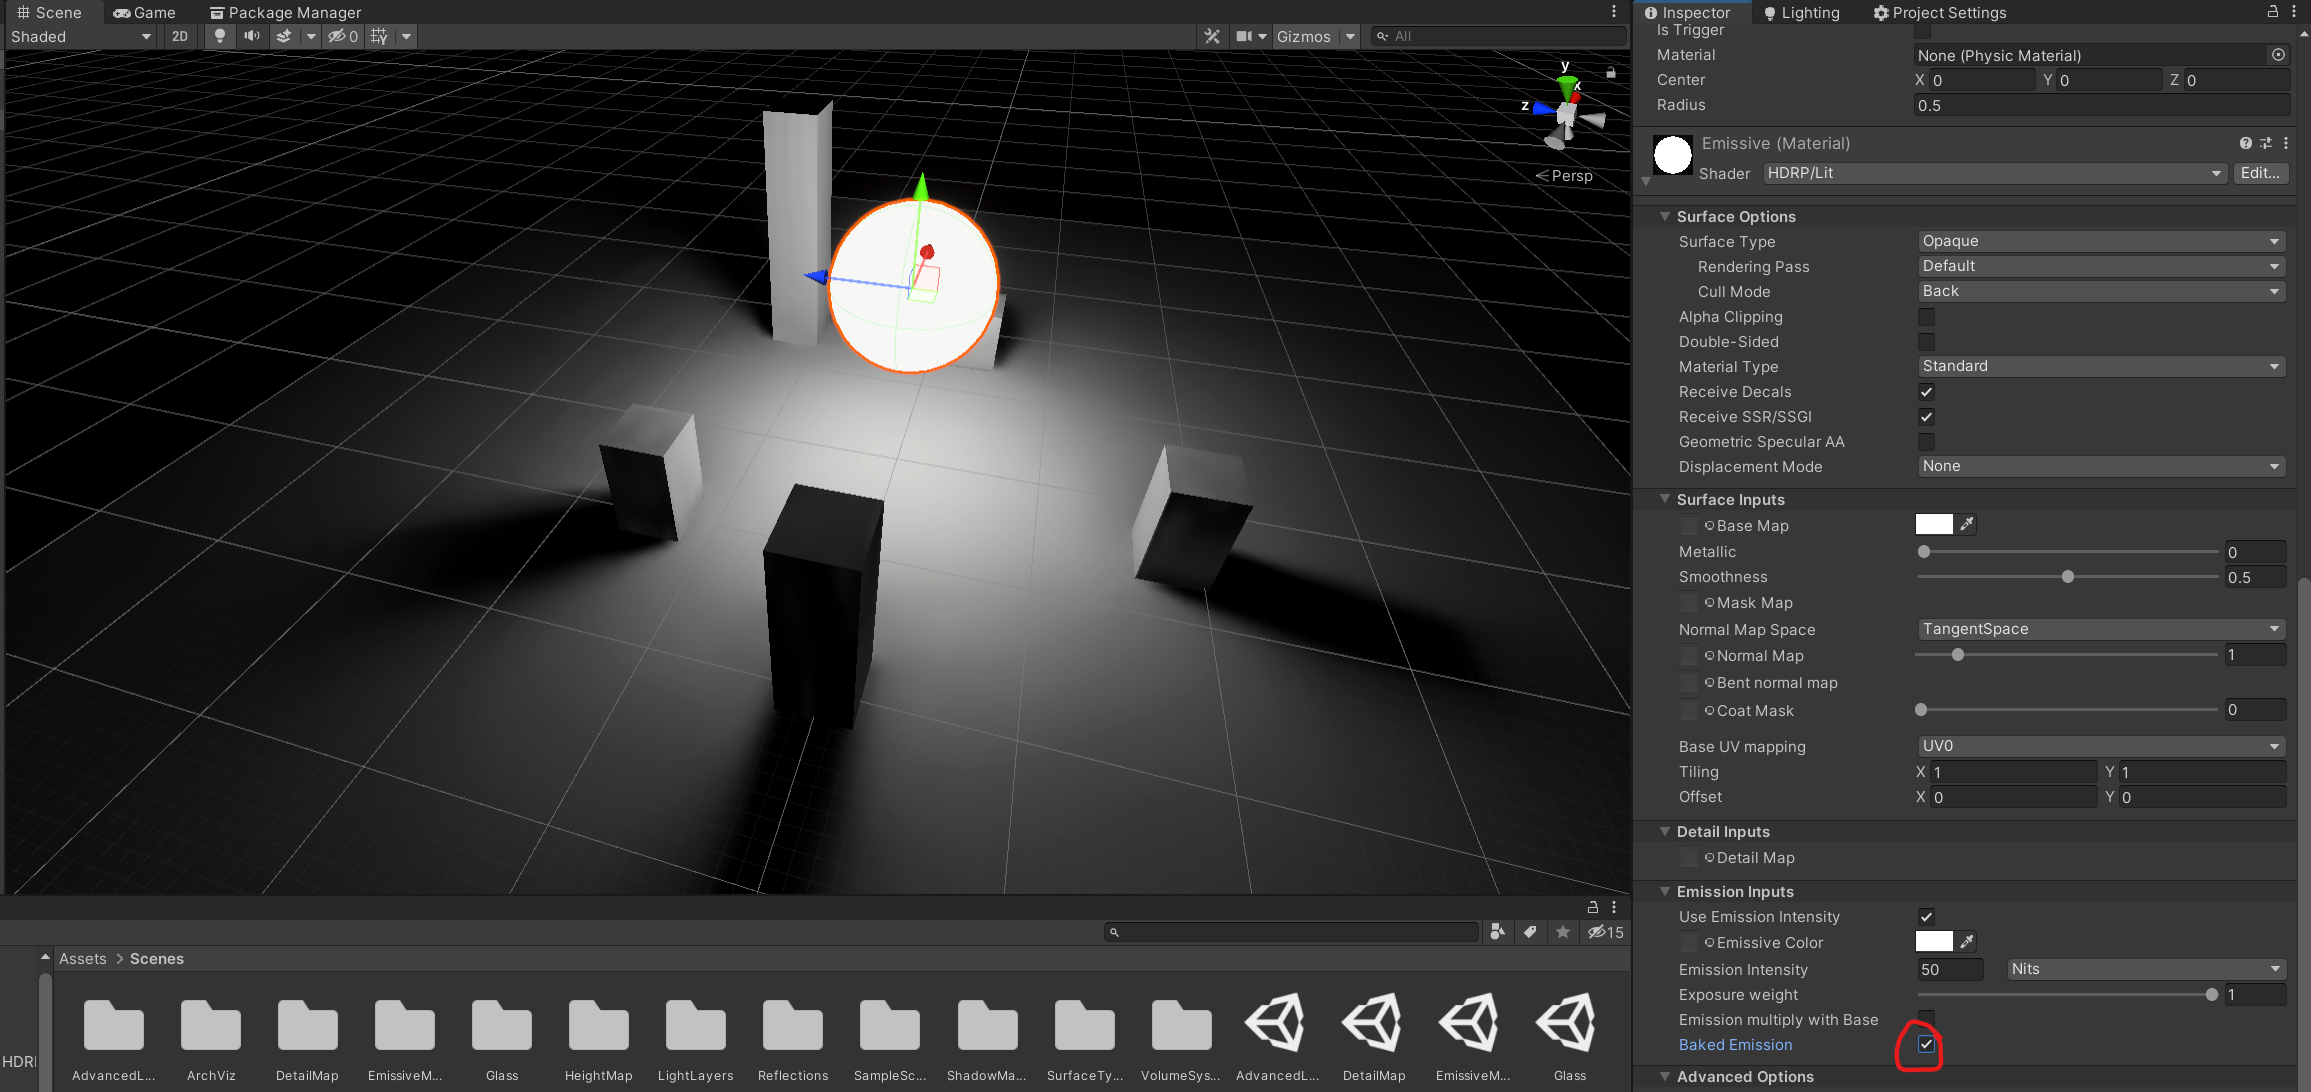 Scene Game Package Manager
Shaded 2D 0 Gizmos All
y
x
z
Persp
Inspector Lighting Project Settings
Is Trigger
Material None (Physic Material)
Center X 0 Y 0 Z 0
Radius 0.5
Emissive (Material)
Shader HDRP/Lit Edit...
Surface Options
Surface Type Opaque
Rendering Pass Default
Cull Mode Back
Alpha Clipping
Double-Sided
Material Type Standard
Receive Decals
Receive SSR/SSGI
Geometric Specular AA
Displacement Mode None
Surface Inputs
Base Map
Metallic 0
Smoothness 0.5
Mask Map
Normal Map Space TangentSpace
Normal Map 1
Bent normal map
Coat Mask 0
Base UV mapping UV0
Tiling X 1 Y 1
Offset X 0 Y 0
Detail Inputs
Detail Map
Emission Inputs
Use Emission Intensity
Emissive Color
Emission Intensity 50 Nits
Exposure weight 1
Emission multiply with Base
Baked Emission
Advanced Options
15
Assets > Scenes
HDRI
AdvancedL... ArchViz DetailMap EmissiveM... Glass HeightMap LightLayers Reflections SampleSc... ShadowMa... SurfaceTy... VolumeSys... AdvancedL... DetailMap EmissiveM... Glass